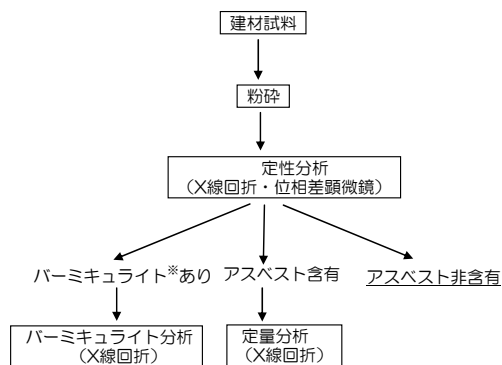 建材試料
粉砕
定性分析
（X線回折・位相差顕微鏡）
バーミキュライト※あり
アスベスト含有
アスベスト非含有
バーミキュライト分析
（X線回折）
定量分析
（X線回折）